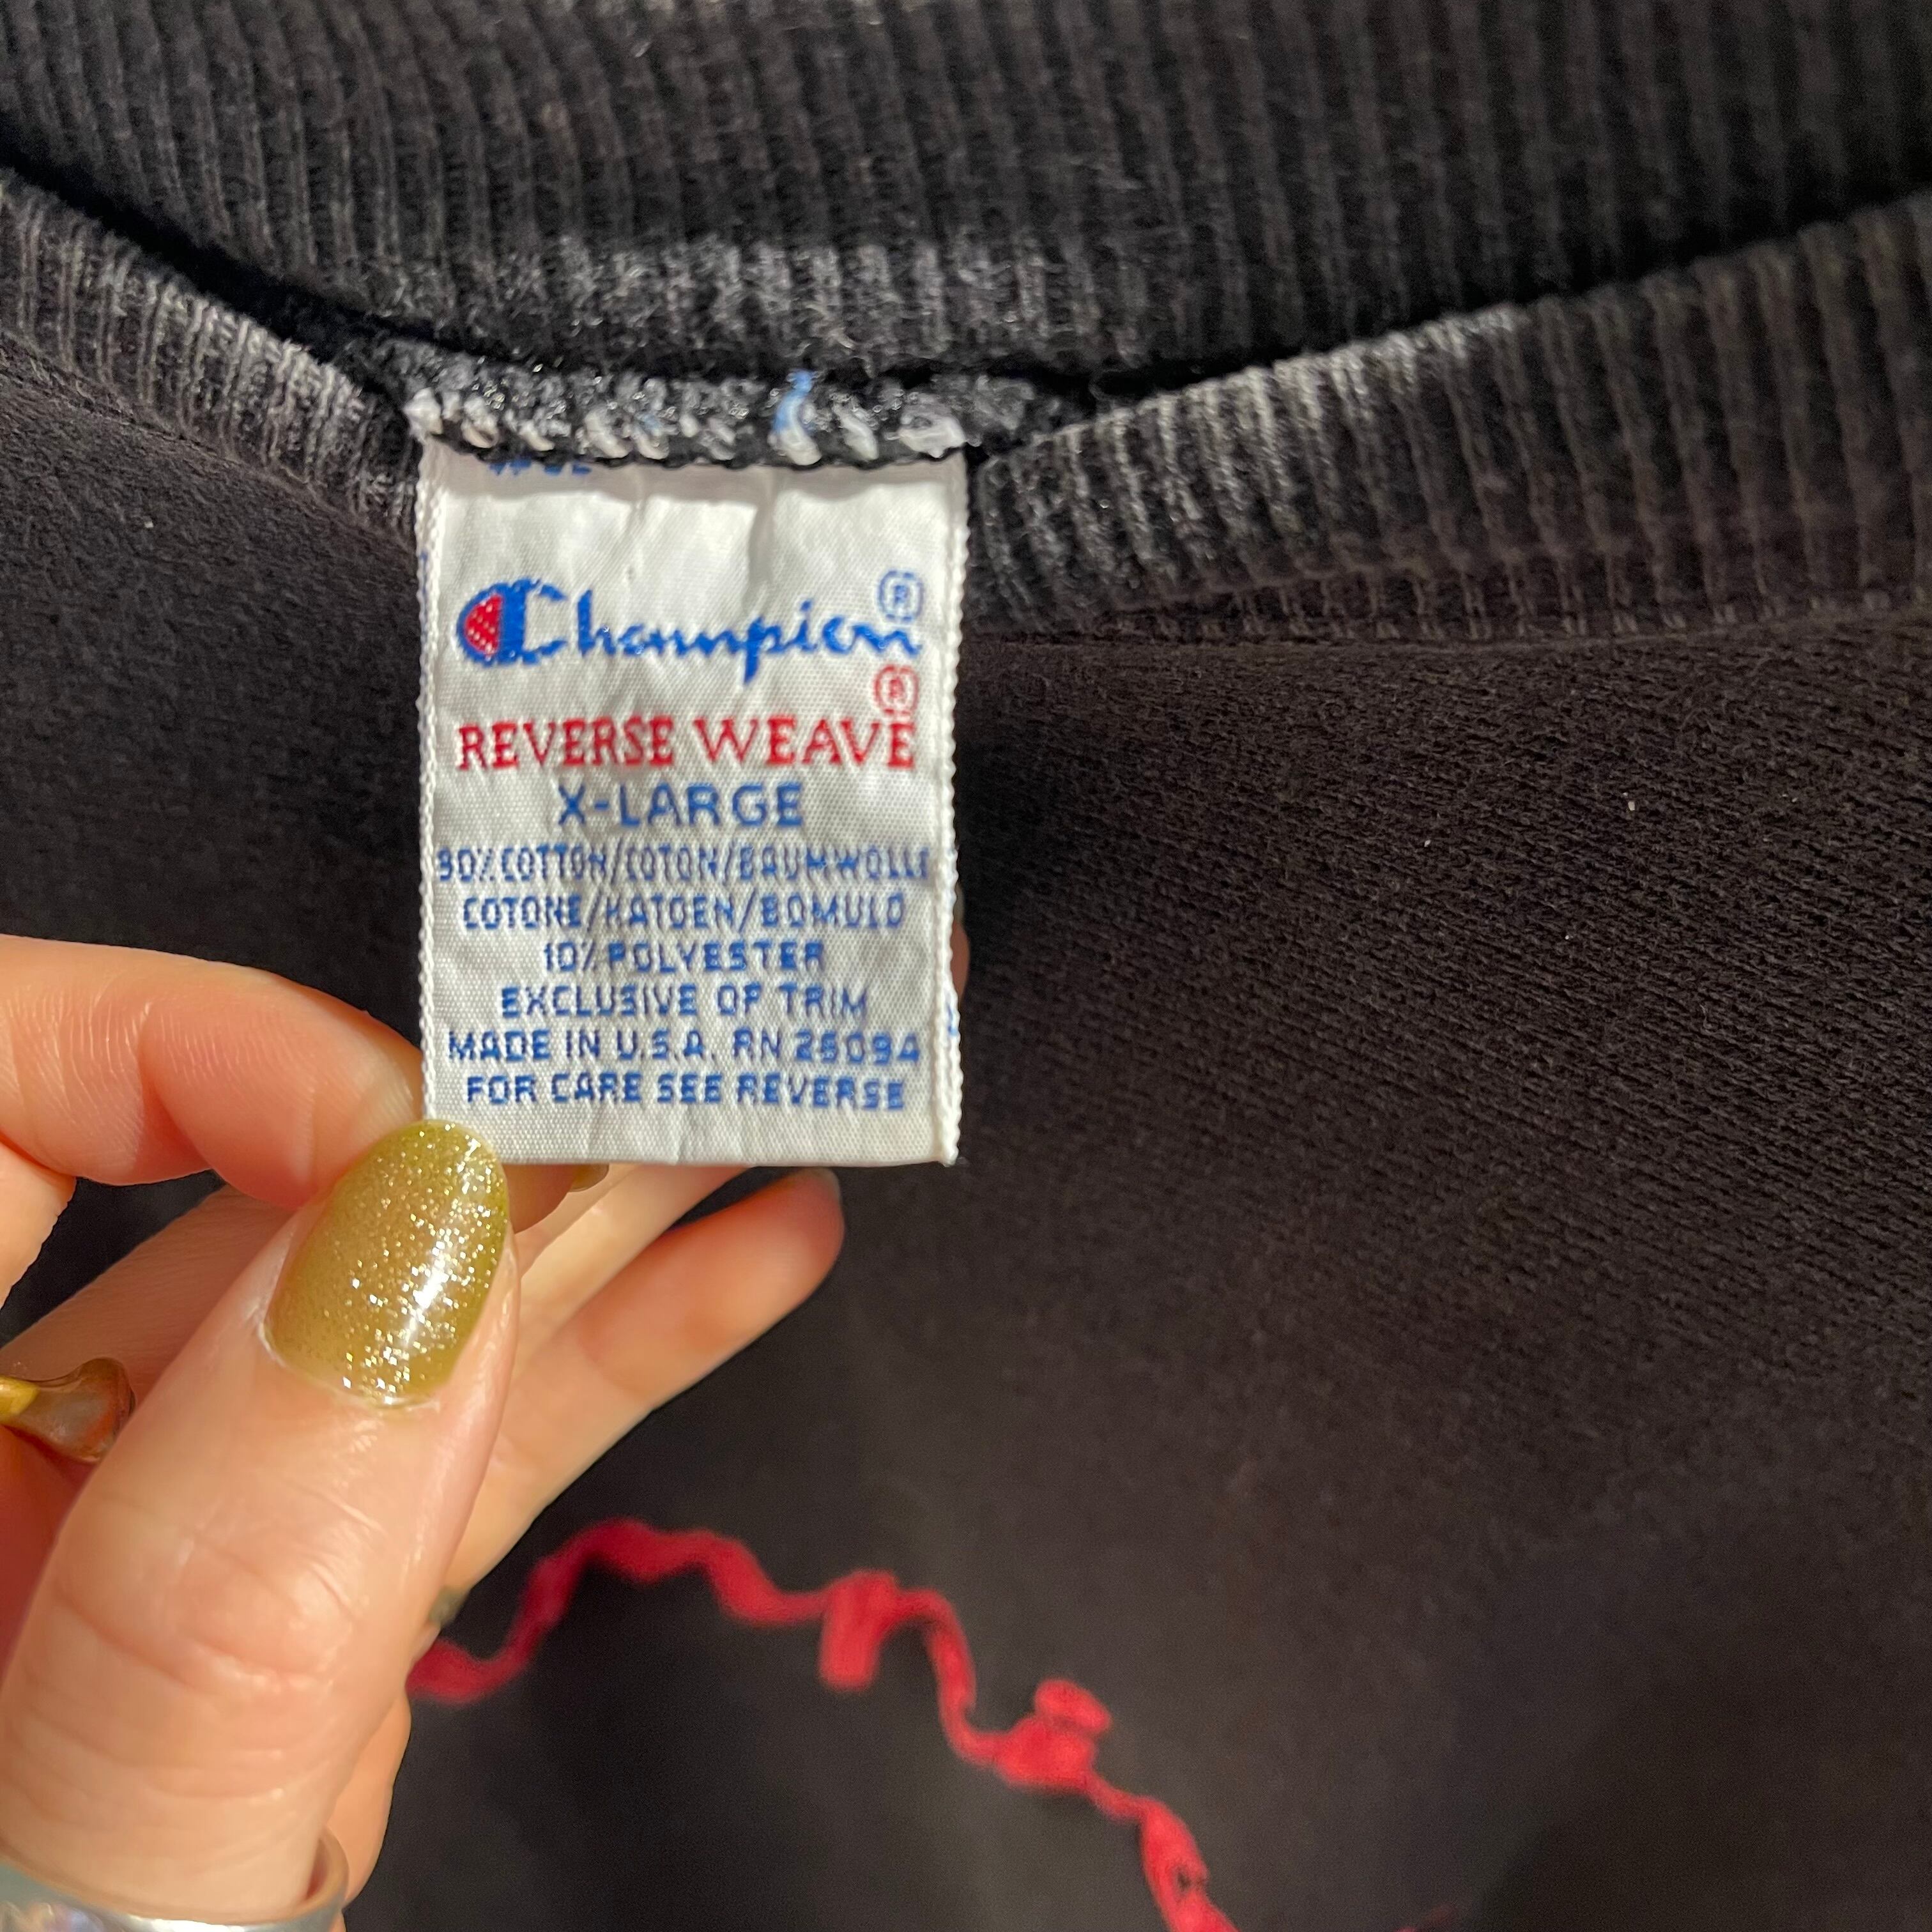 Champion®
REVERSE WEAVE®
X-LARGE
90% COTTON/COTON/BAUMWOLLE
COTONE/KATOEN/BOMULD
10% POLYESTER
EXCLUSIVE OF TRIM
MADE IN U.S.A. RN 26094
FOR CARE SEE REVERSE